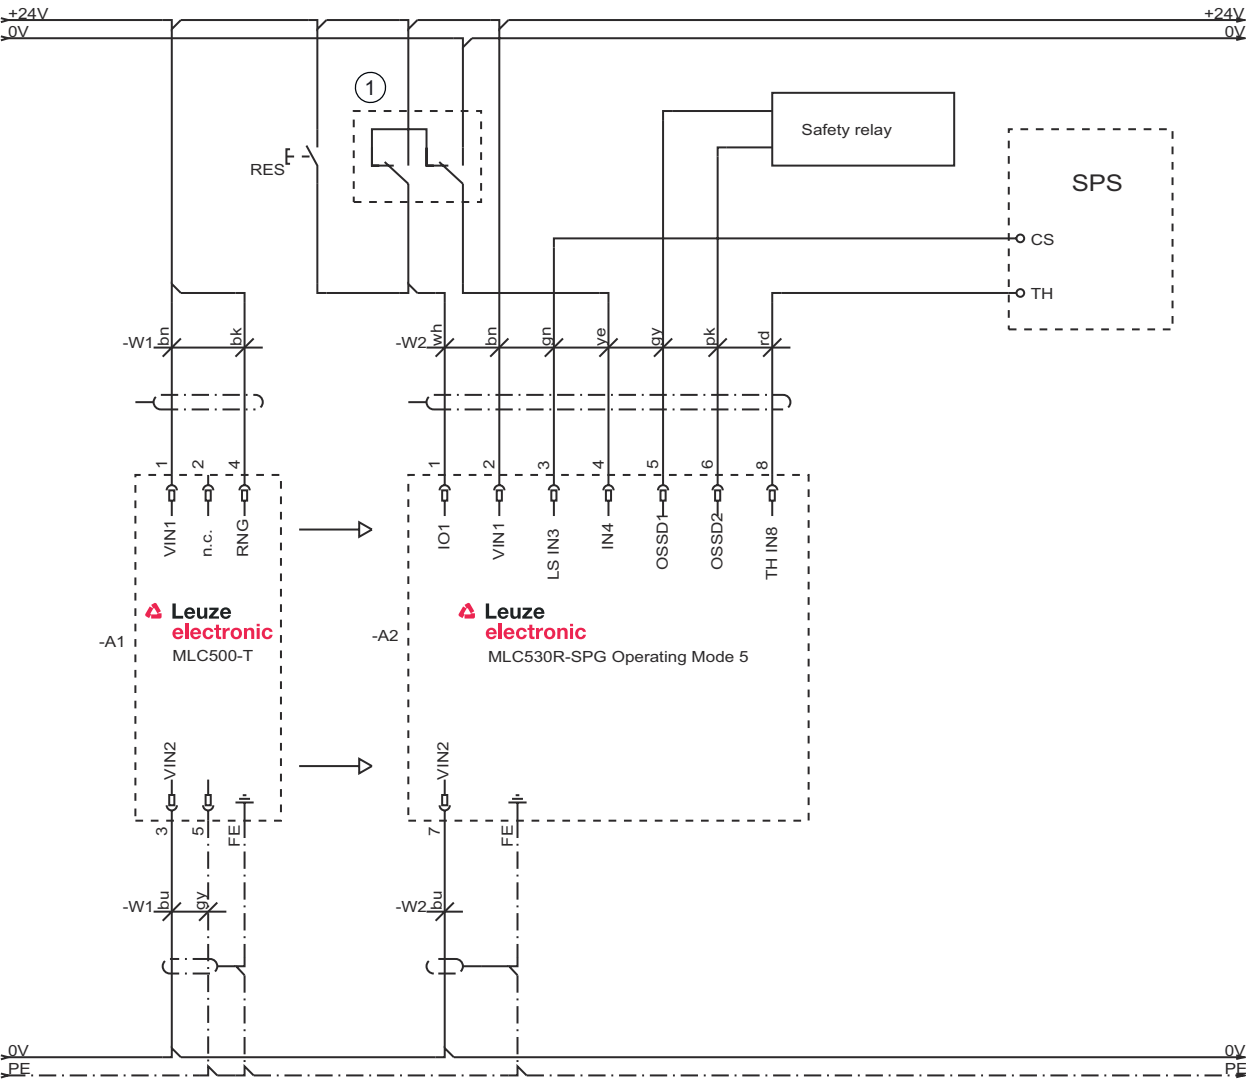 +24V
+24V
0V
0V
1
Safety relay
RES
SPS
CS
TH
-W1
bn
bk
-W2
wh
bn
gn
ye
gy
pk
rd
1
2
4
1
2
3
4
5
6
8
VIN1
n.c.
RNG
IO1
VIN1
LS IN3
IN4
OSSD1
OSSD2
TH IN8
Leuze
electronic
MLC500-T
-A1
Leuze
electronic
MLC530R-SPG Operating Mode 5
-A2
VIN2
VIN2
3
5
FE
7
FE
-W1
bu
gy
-W2
bu
0V
0V
PE
PE